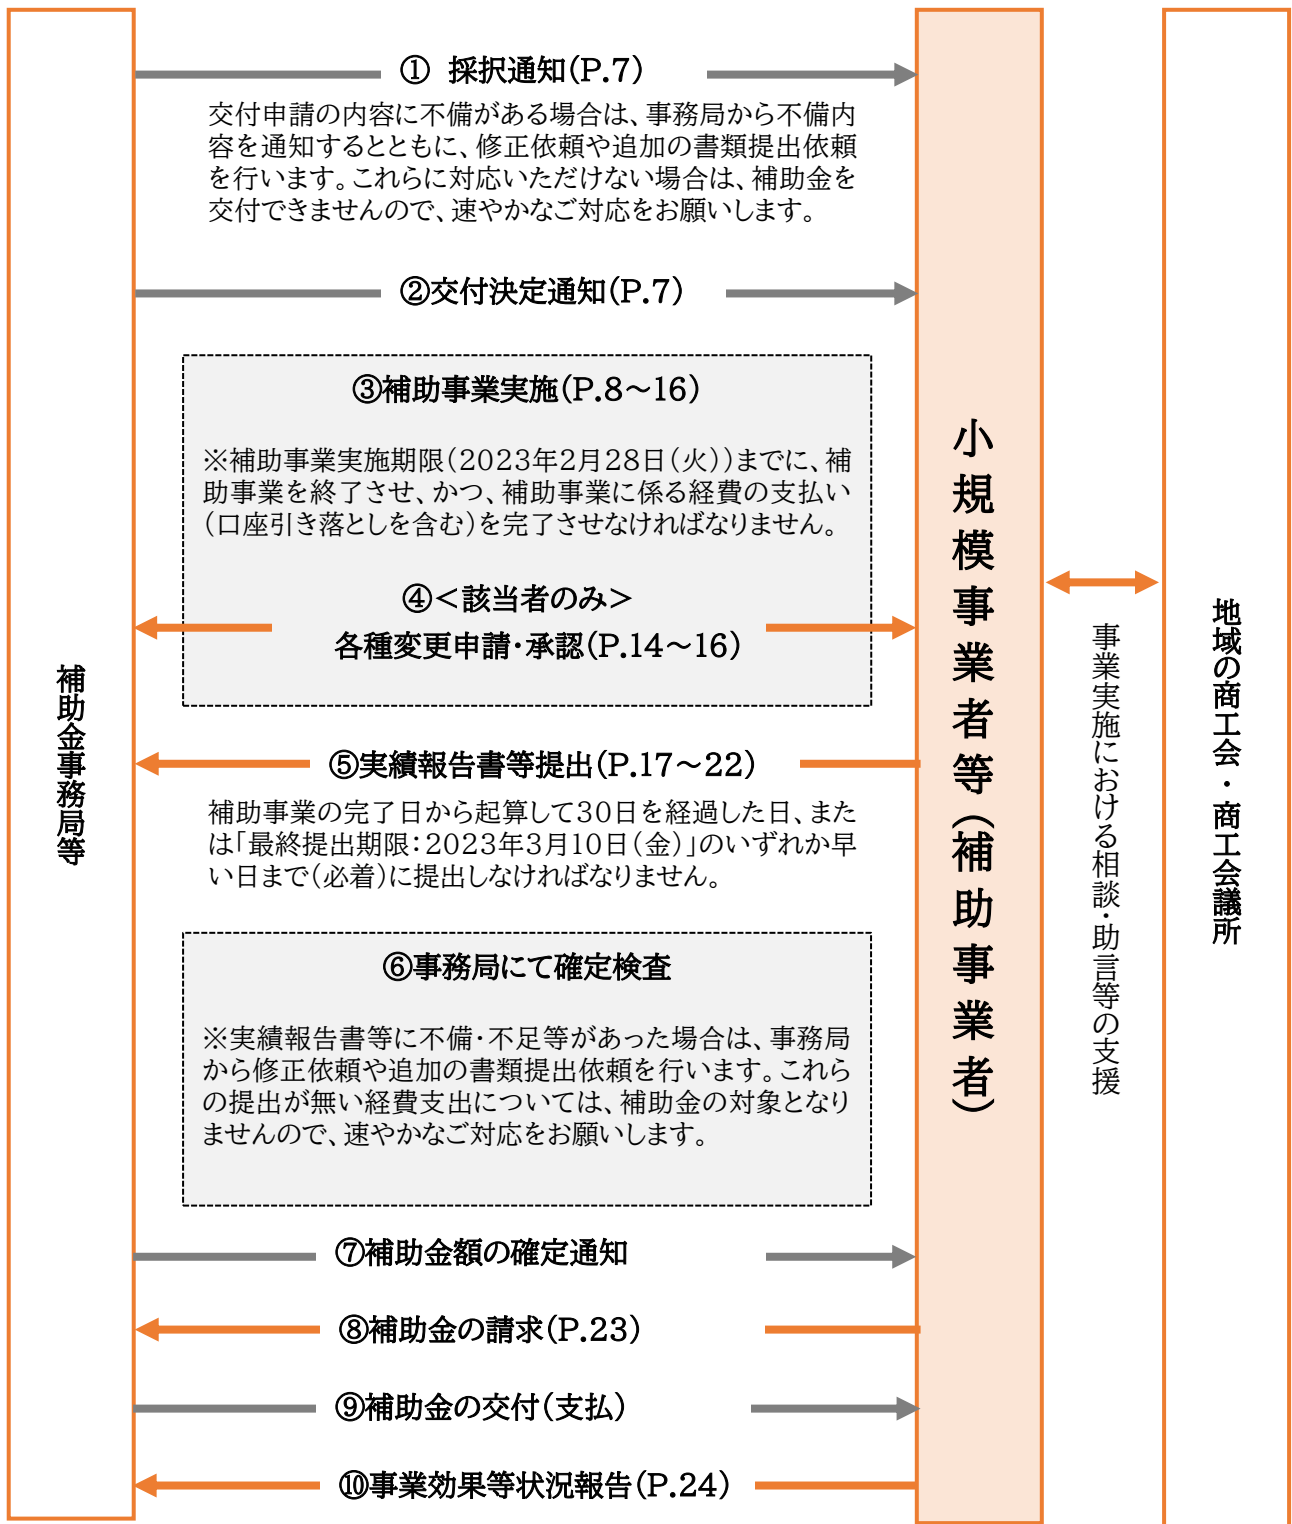 ① 採択通知(P.7)
交付申請の内容に不備がある場合は、事務局から不備内
容を通知するとともに、修正依頼や追加の書類提出依頼
を行います。これらに対応いただけない場合は、補助金を
交付できませんので、速やかなご対応をお願いします。
②交付決定通知(P.7)
③補助事業実施(P.8～16)
※補助事業実施期限(2023年2月28日(火))までに、補
助事業を終了させ、かつ、補助事業に係る経費の支払い
(口座引き落としを含む)を完了させなければなりません。
④＜該当者のみ＞
各種変更申請・承認(P.14～16)
⑤実績報告書等提出(P.17～22)
補助事業の完了日から起算して30日を経過した日、また
は「最終提出期限：2023年3月10日(金)」のいずれか早
い日まで(必着)に提出しなければなりません。
⑥事務局にて確定検査
※実績報告書等に不備・不足等があった場合は、事務局
から修正依頼や追加の書類提出依頼を行います。これら
の提出が無い経費支出については、補助金の対象となり
ませんので、速やかなご対応をお願いします。
⑦補助金額の確定通知
⑧補助金の請求(P.23)
⑨補助金の交付(支払)
⑩事業効果等状況報告(P.24)
補助金事務局等
小規模事業者等(補助事業者)
事業実施における相談・助言等の支援
地域の商工会・商工会議所